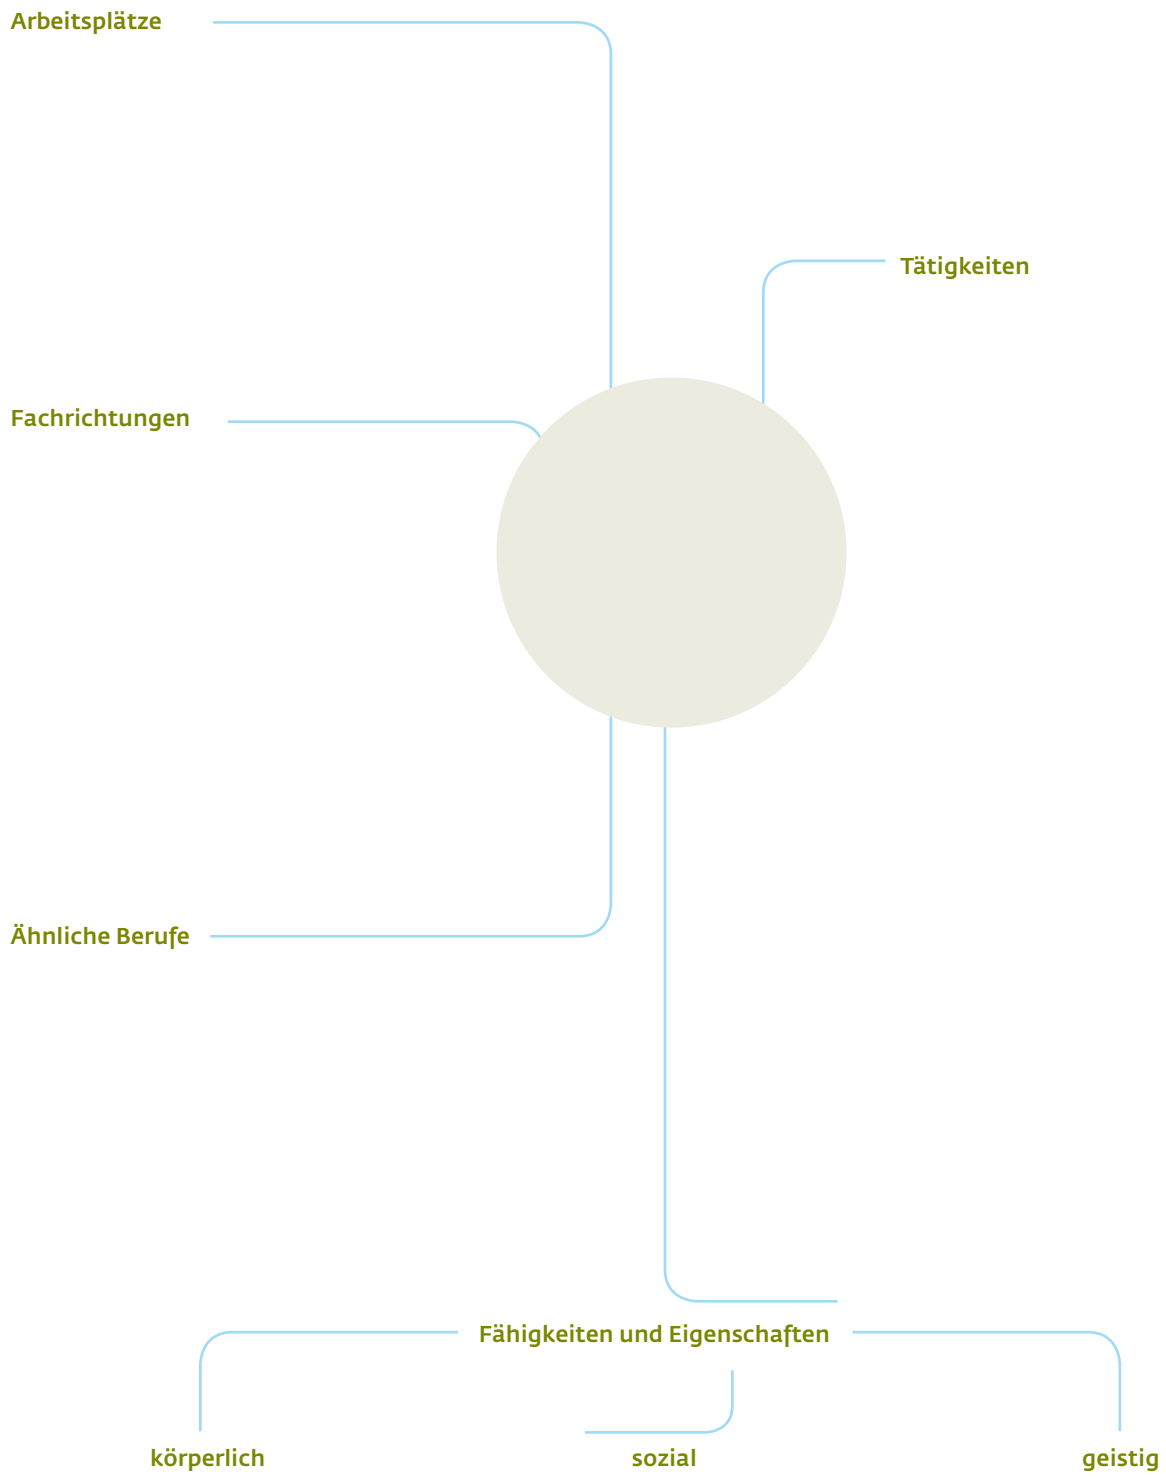 Arbeitsplätze
Tätigkeiten
Fachrichtungen
Ähnliche Berufe
Fähigkeiten und Eigenschaften
körperlich
sozial
geistig